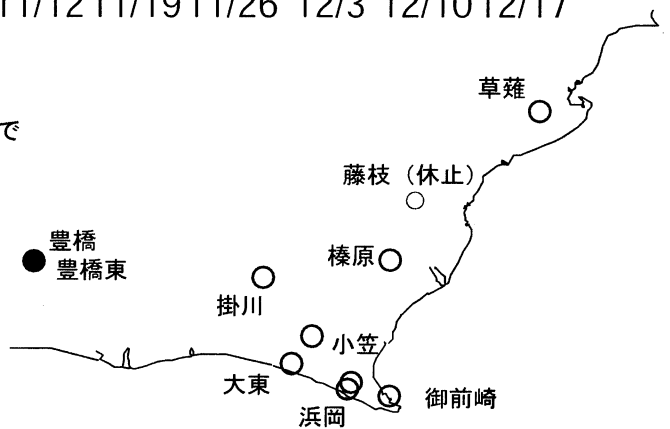 11/12 11/19 11/26 12/3 12/10 12/17
草薙
で
藤枝（休止）
豊橋
豊橋東
榛原
掛川
小笠
大東
御前崎
浜岡